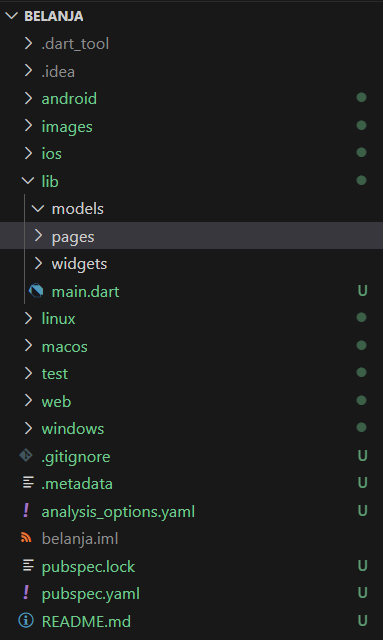 BELANJA
.dart_tool
.idea
android
images
ios
lib
models
pages
widgets
main.dart U
linux
macos
test
web
windows
.gitignore U
.metadata U
! analysis_options.yaml U
belanja.iml
pubspec.lock U
! pubspec.yaml U
README.md U